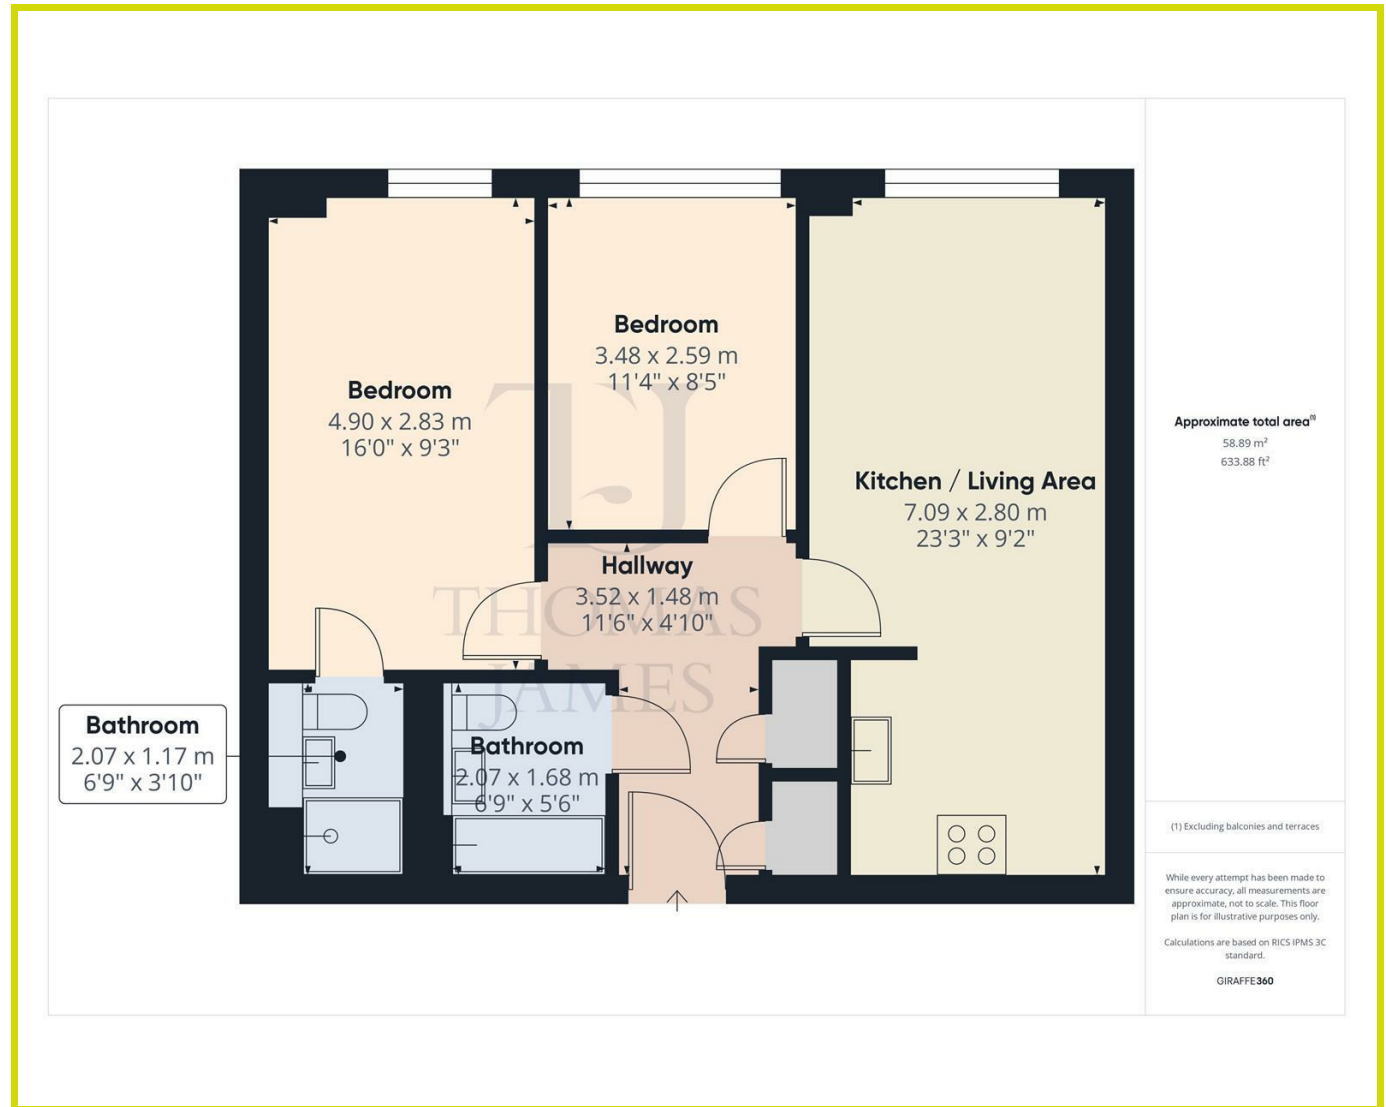 Bedroom
3.48 x 2.59 m
11'4" x 8'5"
Bedroom
4.90 x 2.83 m
16'0" x 9'3"
Kitchen / Living Area
7.09 x 2.80 m
23'3" x 9'2"
Hallway
3.52 x 1.48 m
11'6" x 4'10"
TJ
THOMAS
JAMES
Bathroom
2.07 x 1.17 m
6'9" x 3'10"
Bathroom
2.07 x 1.68 m
6'9" x 5'6"
Approximate total area(1)
58.89 m²
633.88 ft²
(1) Excluding balconies and terraces
While every attempt has been made to
ensure accuracy, all measurements are
approximate, not to scale. This floor
plan is for illustrative purposes only.
Calculations are based on RICS IPMS 3C
standard.
GIRAFFE360